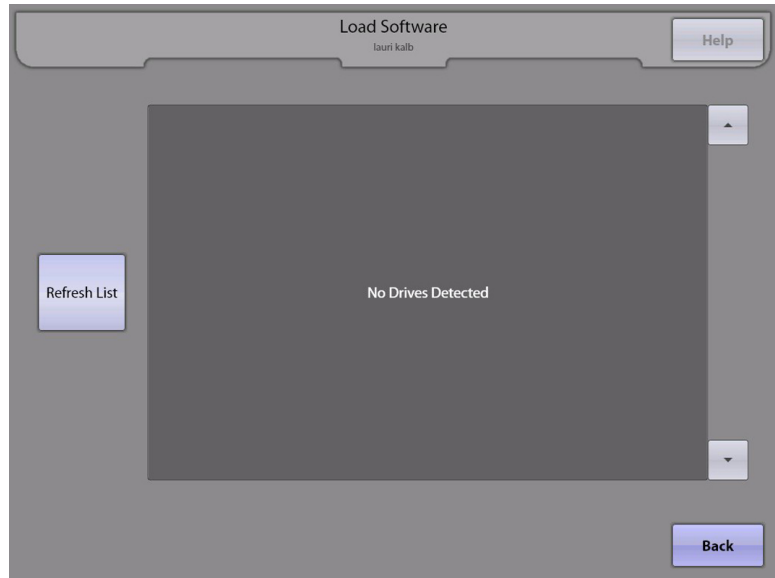 Load Software
lauri kalb
Help
Refresh List
No Drives Detected
Back